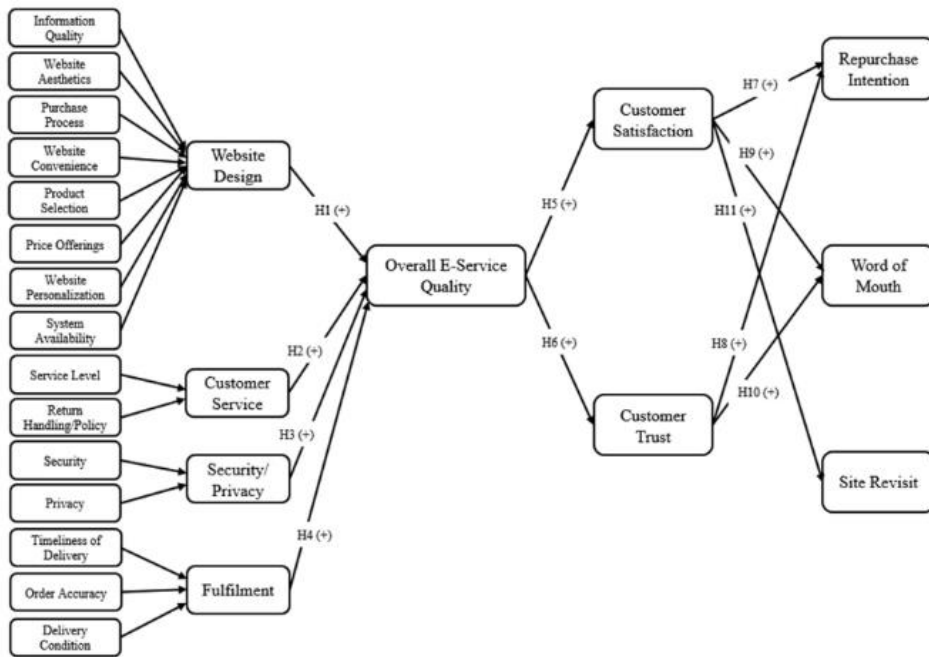 Information
Quality
Website
Aesthetics
Purchase
Process
Website
Convenience
Product
Selection
Price Offerings
Website
Personalization
System
Availability
Service Level
Return
Handling/Policy
Security
Privacy
Timeliness of
Delivery
Order Accuracy
Delivery
Condition
Website
Design
Customer
Service
Security/
Privacy
Fulfilment
H1 (+)
H2 (+)
H3 (+)
H4 (+)
Overall E-Service
Quality
H5 (+)
H6 (+)
Customer
Satisfaction
Customer
Trust
H7 (+)
H9 (+)
H11 (+)
H8 (+)
H10 (+)
Repurchase
Intention
Word of
Mouth
Site Revisit